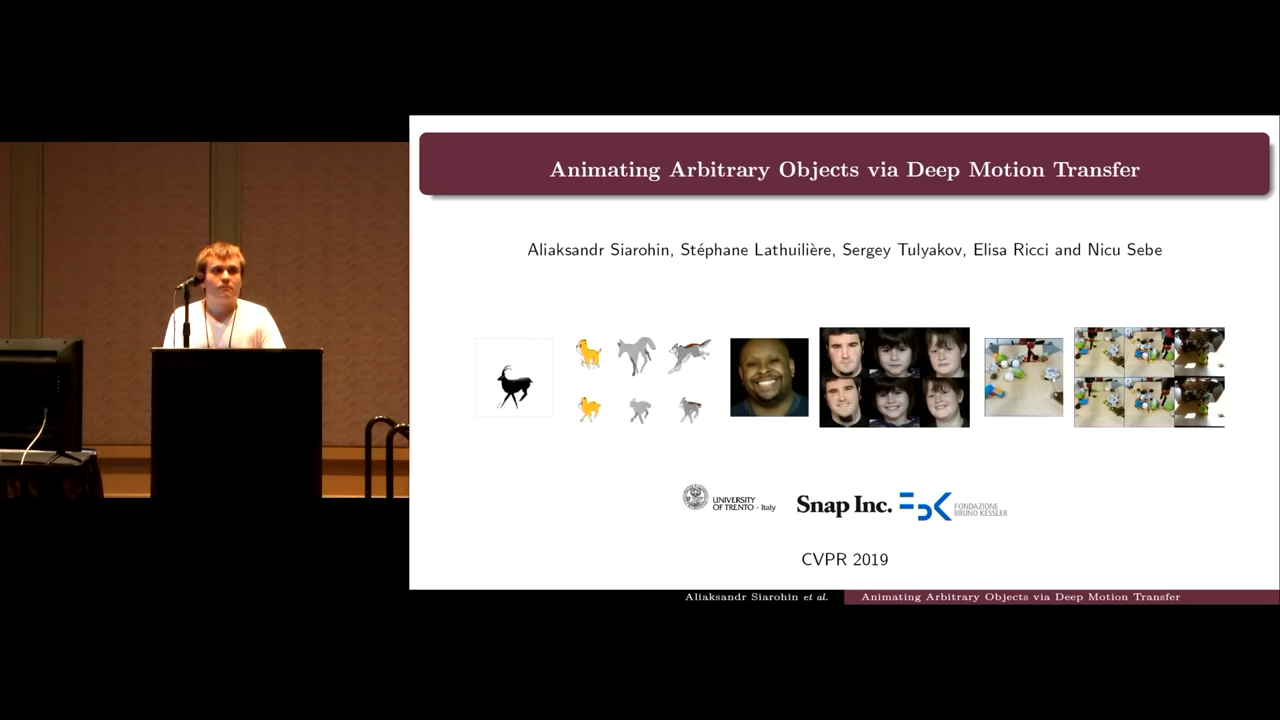 Animating Arbitrary Objects via Deep Motion Transfer
Aliaksandr Siarohin, Stéphane Lathuilière, Sergey Tulyakov, Elisa Ricci and Nicu Sebe
UNIVERSITY
OF TRENTO - Italy
Snap Inc.
FBK
FONDAZIONE
BRUNO KESSLER
CVPR 2019
Aliaksandr Siarohin et al.
Animating Arbitrary Objects via Deep Motion Transfer